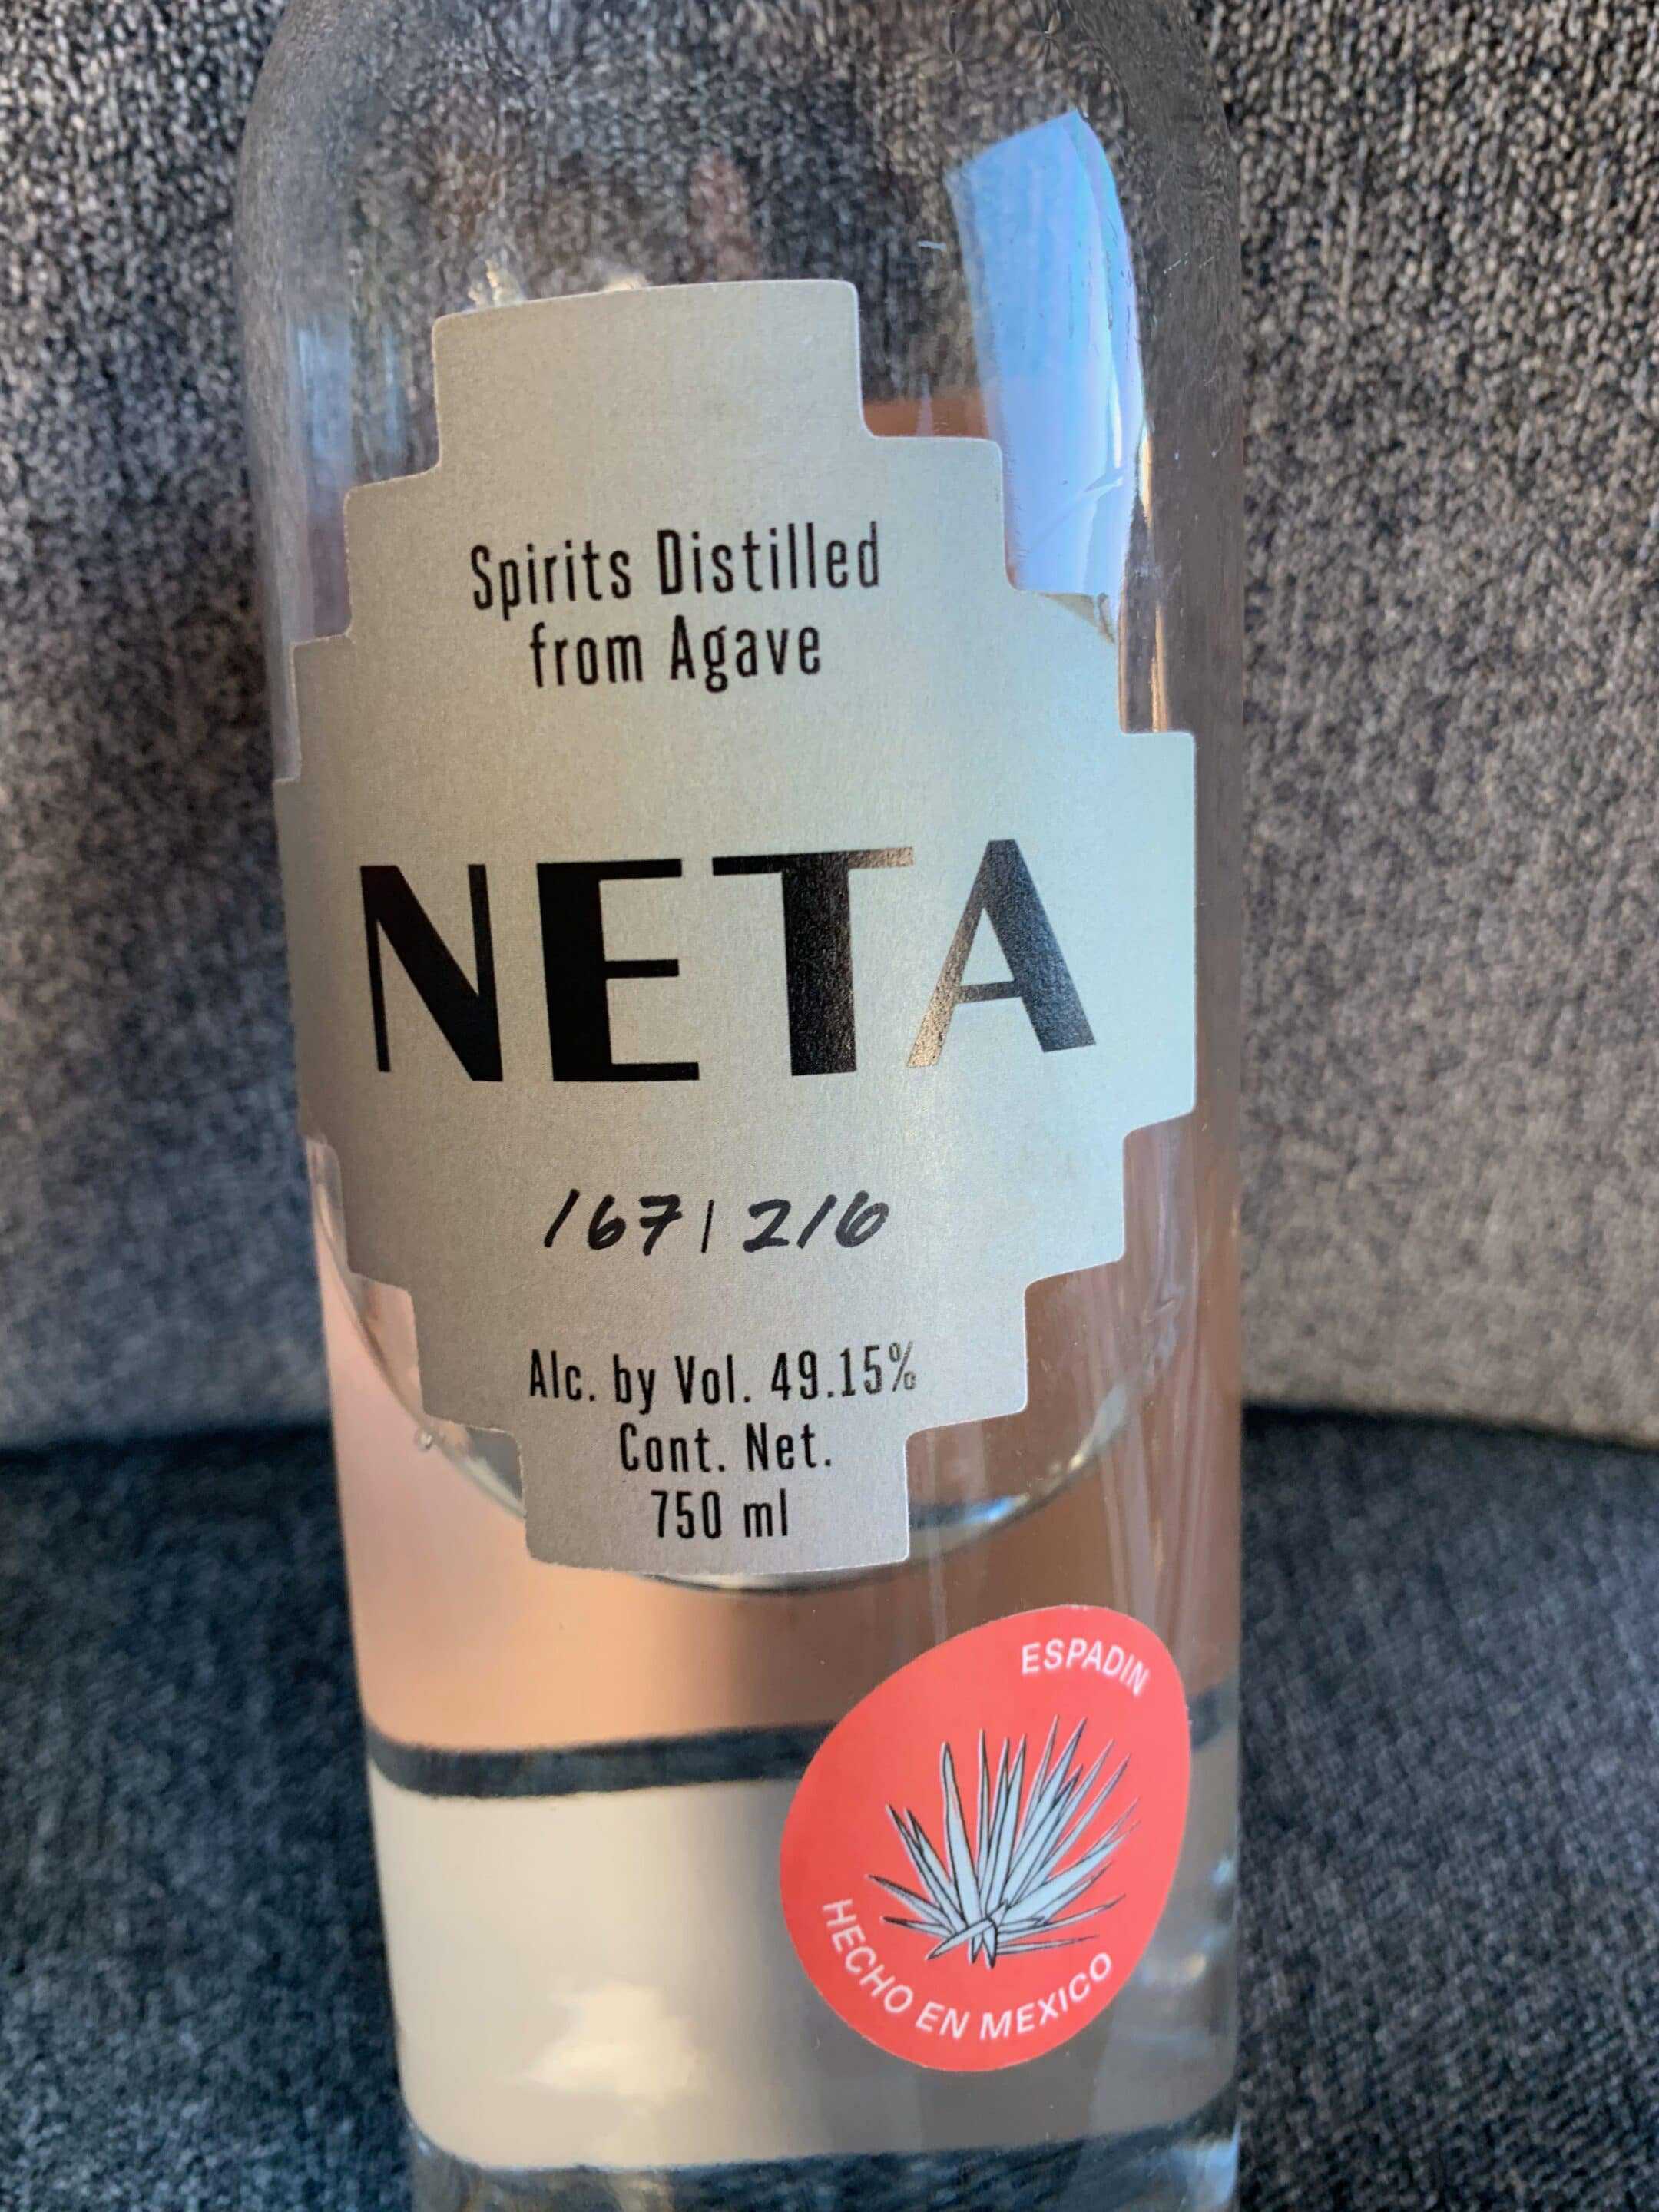 Spirits Distilled
from Agave
NETA
167/216
Alc. by Vol. 49.15%
Cont. Net.
750 ml
ESPADIN
HECHO EN MEXICO